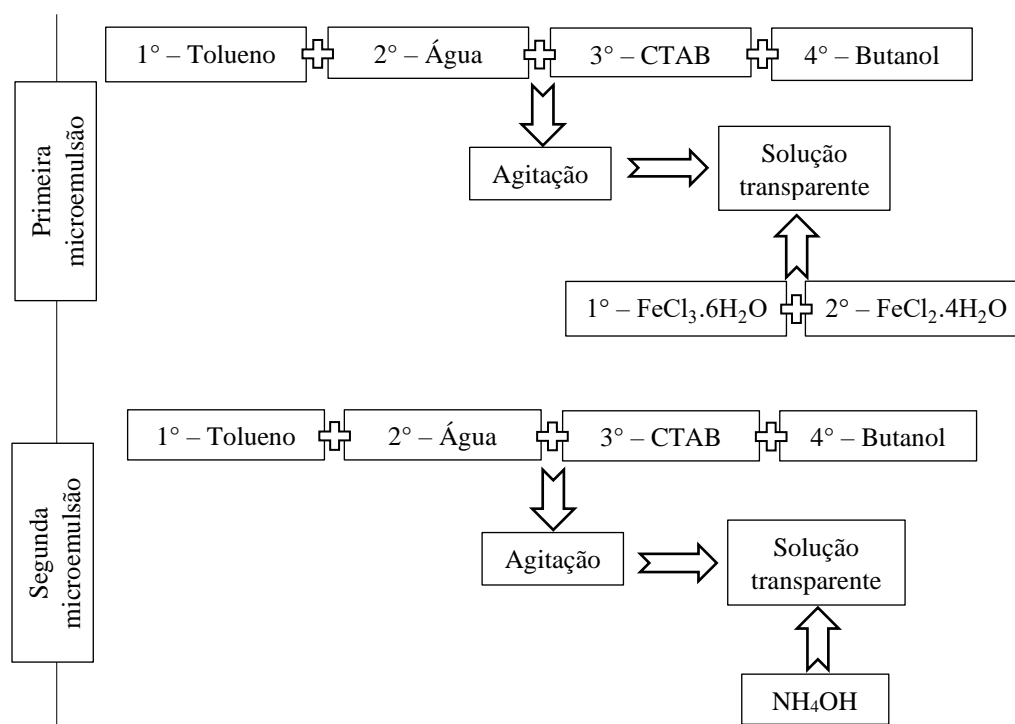 1° – Tolueno
2° – Água
3° – CTAB
4° – Butanol
Primeira
microemulsão
Agitação
Solução
transparente
1° – FeCl₃.6H₂O
2° – FeCl₂.4H₂O
1° – Tolueno
2° – Água
3° – CTAB
4° – Butanol
Segunda
microemulsão
Agitação
Solução
transparente
NH₄OH